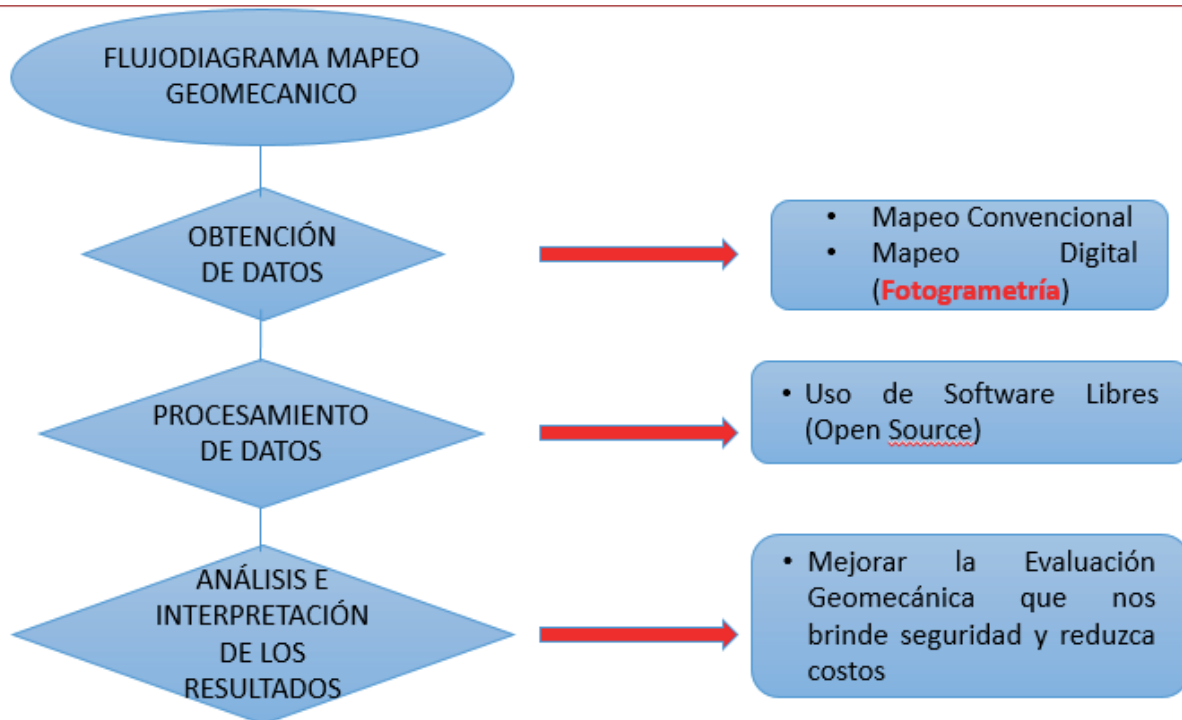 FLUJODIAGRAMA MAPEO
GEOMECANICO
OBTENCIÓN
DE DATOS
• Mapeo Convencional
• Mapeo Digital
(Fotogrametría)
PROCESAMIENTO
DE DATOS
• Uso de Software Libres
(Open Source)
ANÁLISIS E
INTERPRETACIÓN
DE LOS
RESULTADOS
• Mejorar la Evaluación
Geomecánica que nos
brinde seguridad y reduzca
costos